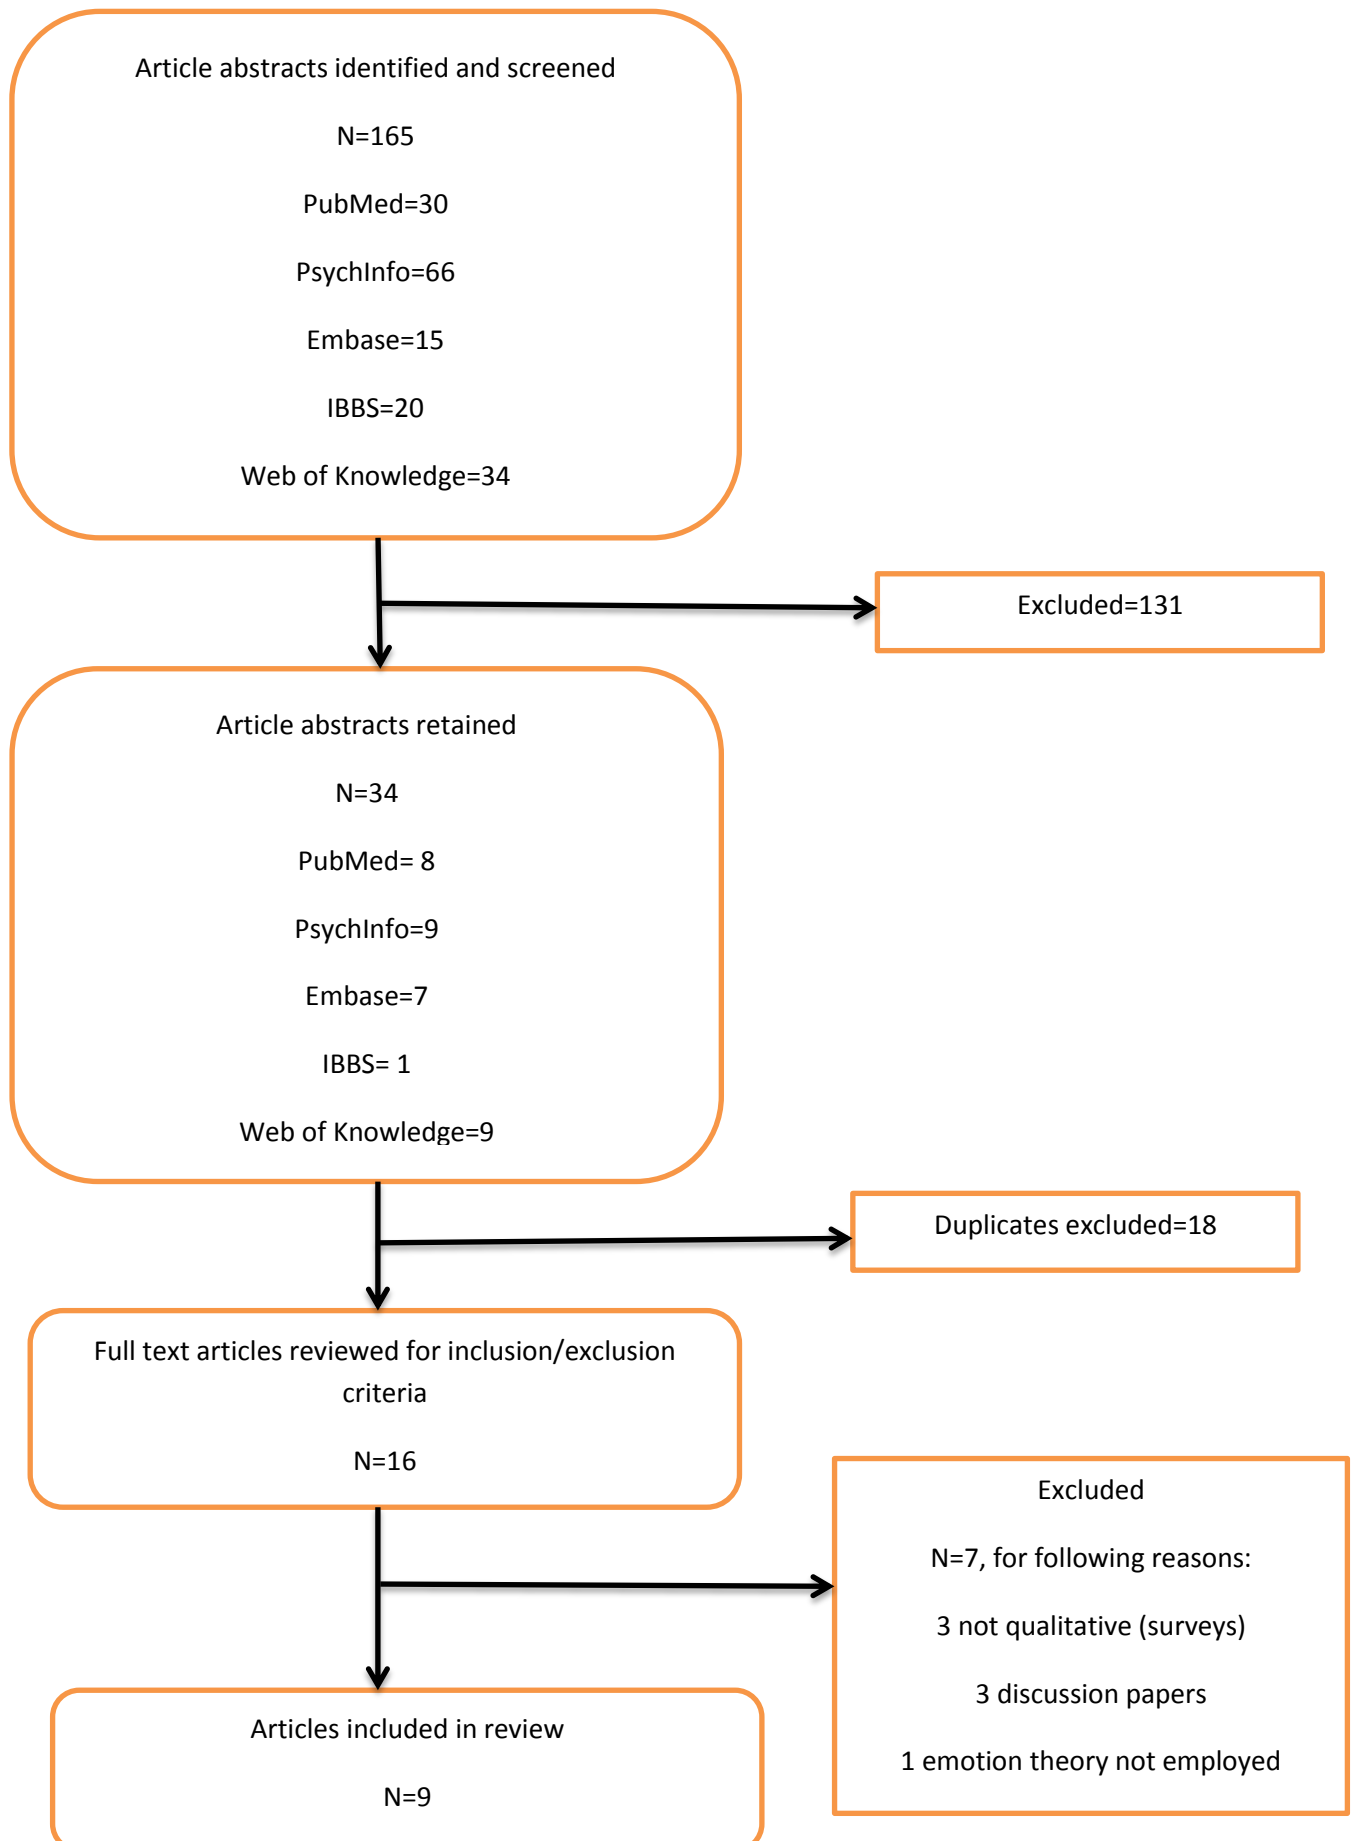 Article abstracts identified and screened
N=165
PubMed=30
PsychInfo=66
Embase=15
IBBS=20
Web of Knowledge=34
Excluded=131
Article abstracts retained
N=34
PubMed= 8
PsychInfo=9
Embase=7
IBBS= 1
Web of Knowledge=9
Duplicates excluded=18
Full text articles reviewed for inclusion/exclusion
criteria
N=16
Excluded
N=7, for following reasons:
3 not qualitative (surveys)
3 discussion papers
1 emotion theory not employed
Articles included in review
N=9